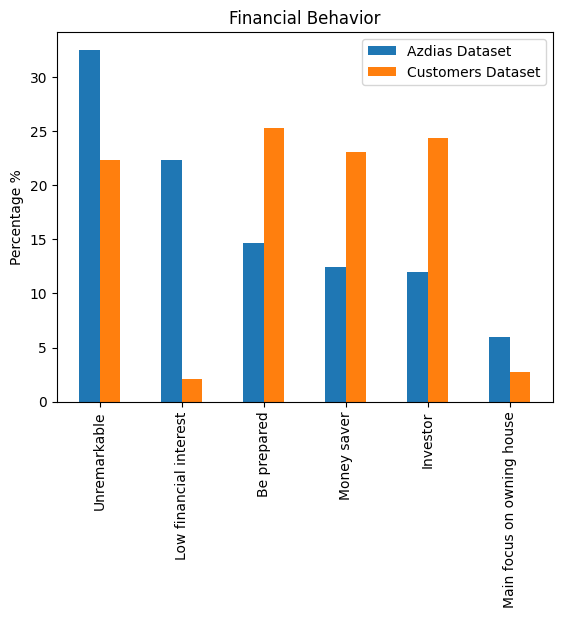 Financial Behavior
Azdias Dataset
Customers Dataset
Percentage %
30
25
20
15
10
5
0
Unremarkable
Low financial interest
Be prepared
Money saver
Investor
Main focus on owning house